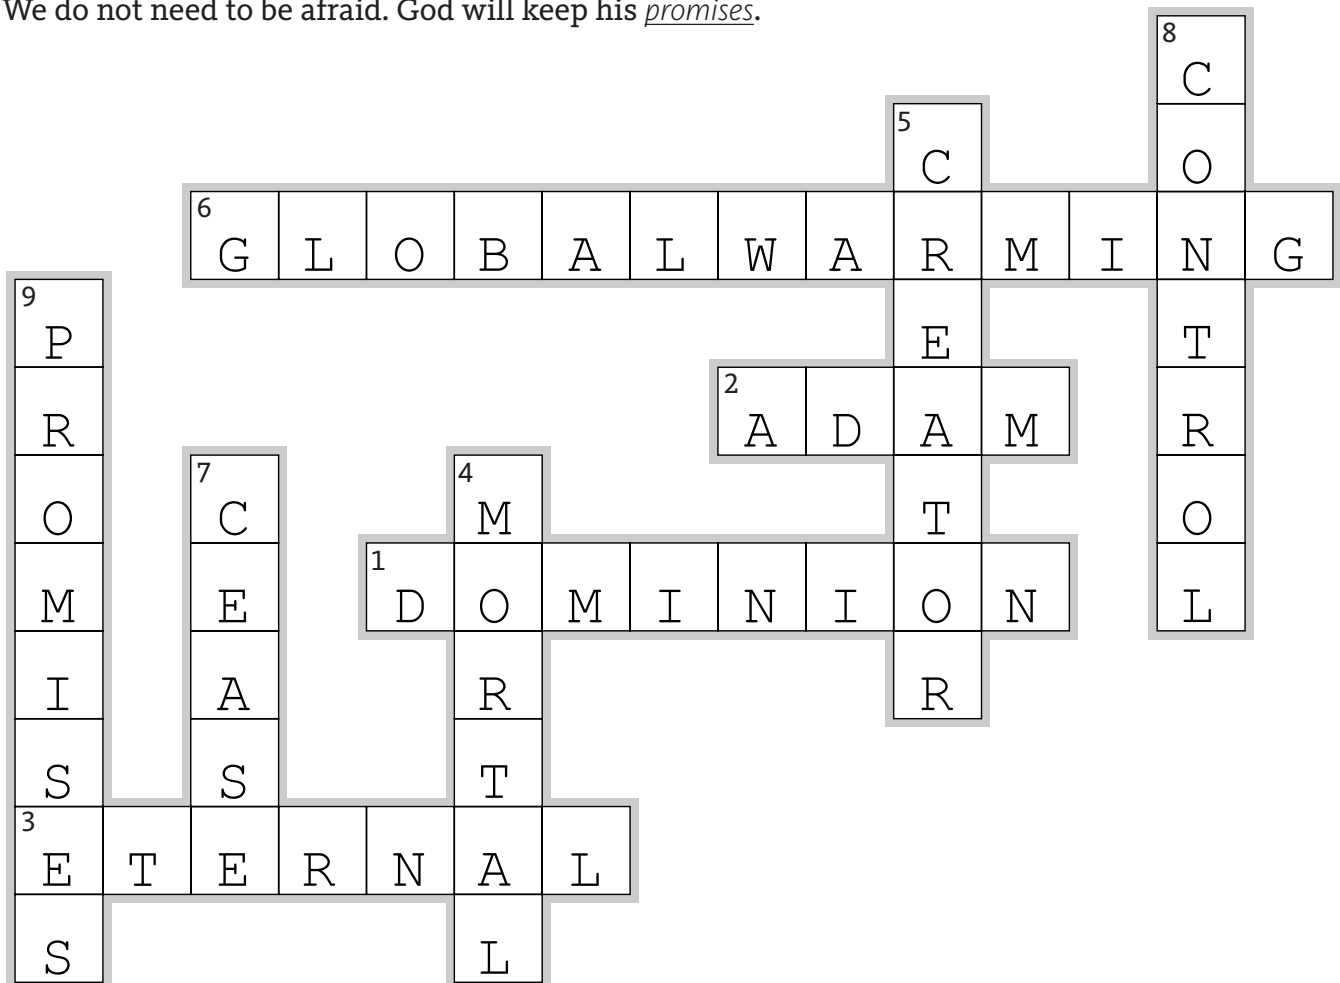 We do not need to be afraid. God will keep his promises.
8
C
5
C O
6
G L O B A L W A R M I N G
9
P E T
2
R A D A M R
7 4
O C M T O
1
M E D O M I N I O N L
I A R R
S S T
3
E T E R N A L
S L